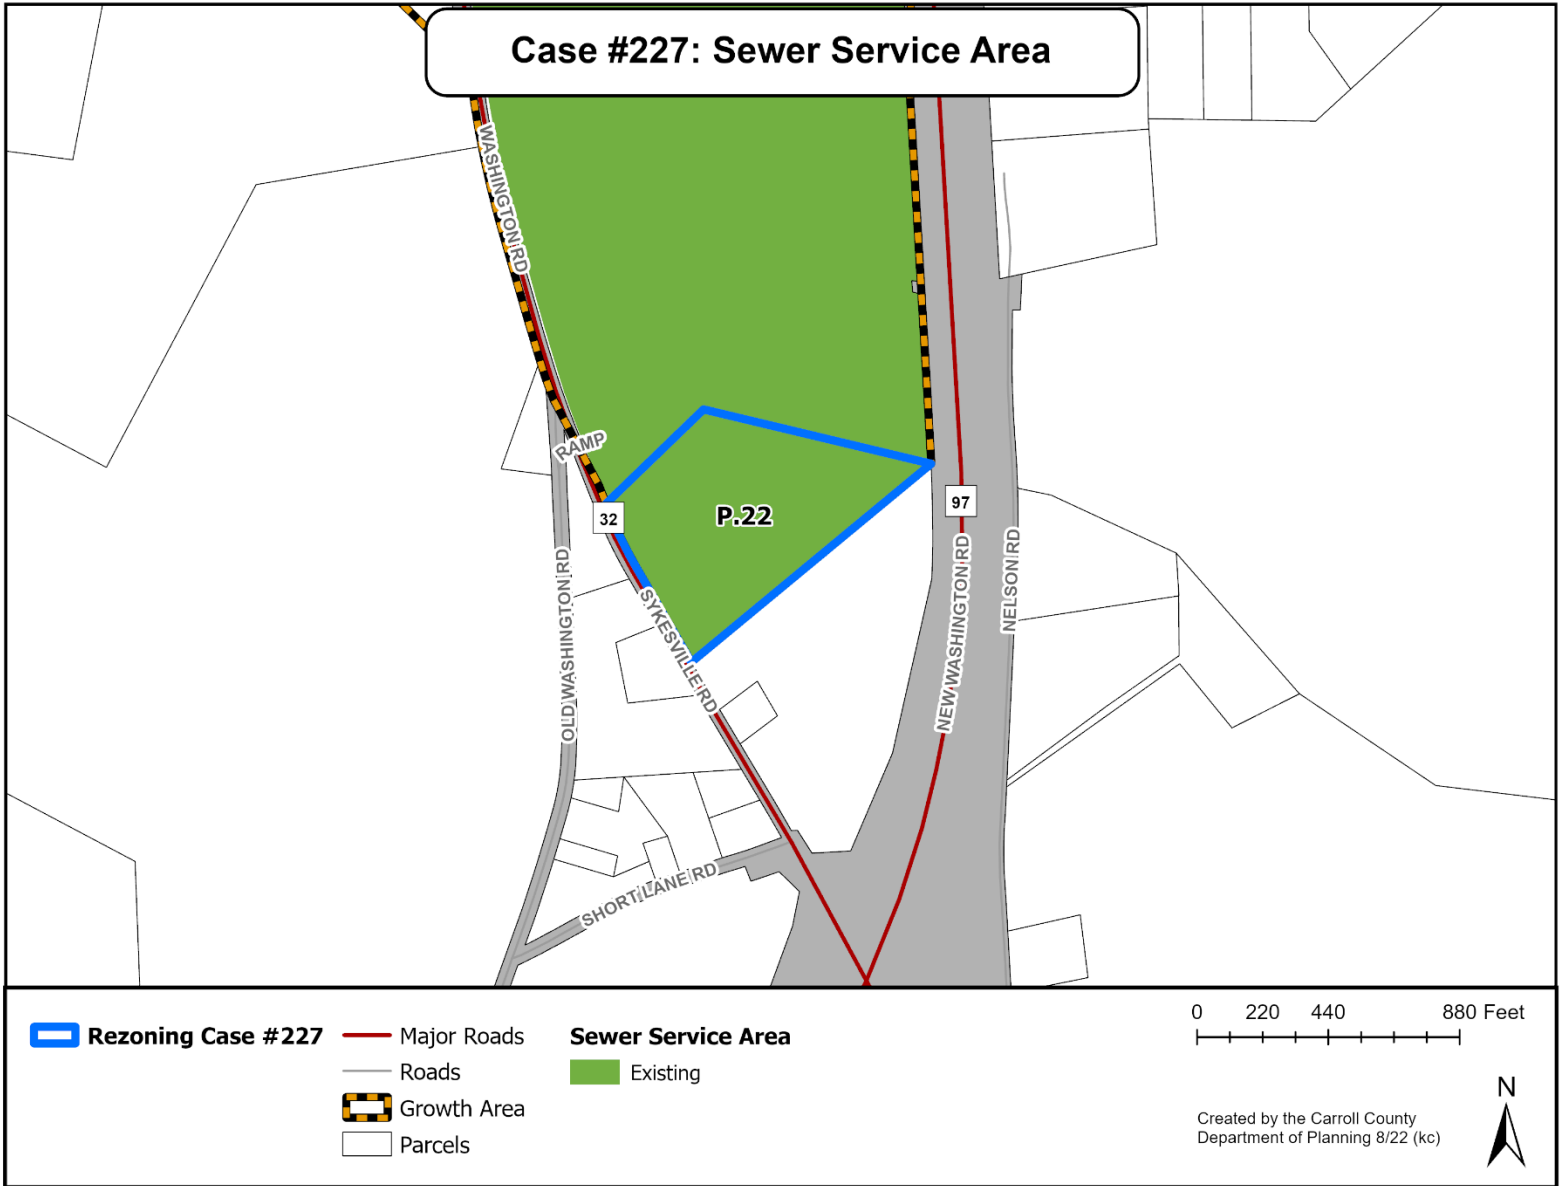 Case #227: Sewer Service Area
WASHINGTON RD
RAMP
32
P.22
97
OLD WASHINGTON RD
SYKESVILLE RD
NEW WASHINGTON RD
NELSON RD
SHORT LANE RD
Rezoning Case #227
Major Roads
Roads
Growth Area
Parcels
Sewer Service Area
Existing
0 220 440 880 Feet
N
Created by the Carroll County
Department of Planning 8/22 (kc)